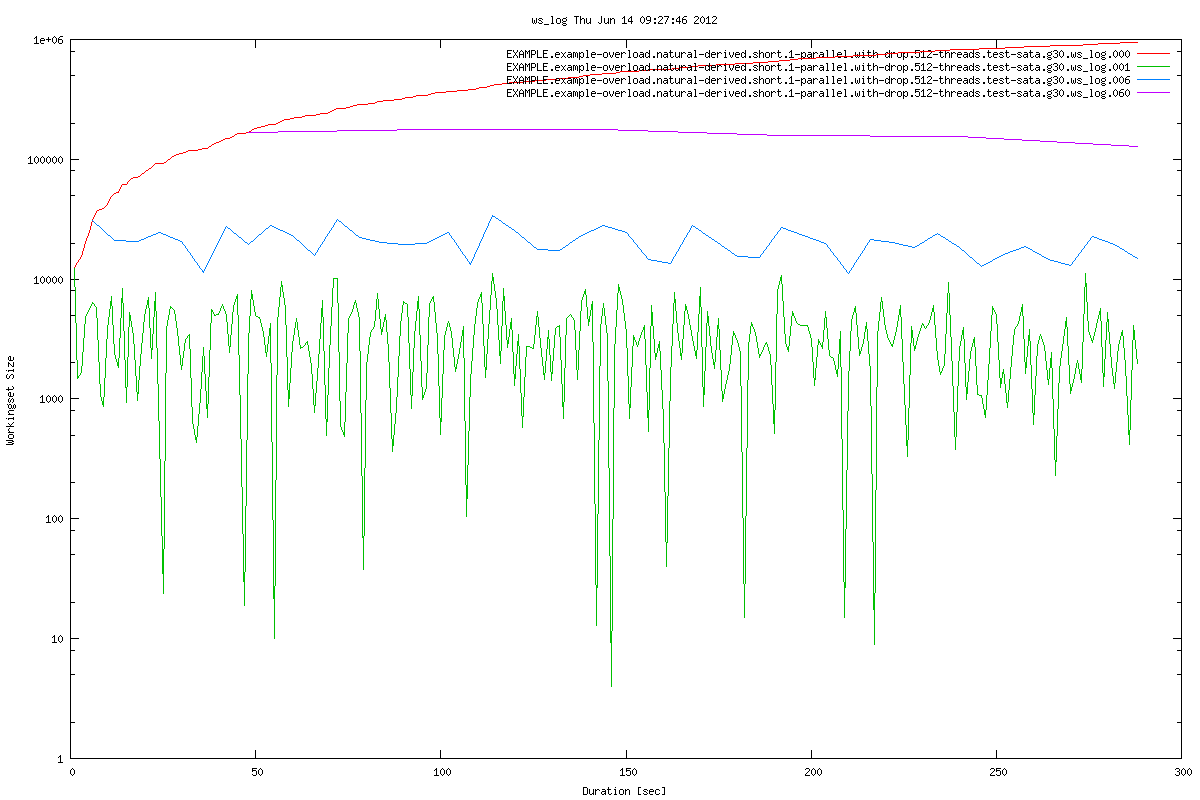 ws_log Thu Jun 14 09:27:46 2012
1e+06
EXAMPLE.example-overload.natural-derived.short.1-parallel.with-drop.512-threads.test-sata.g30.ws_log.000
EXAMPLE.example-overload.natural-derived.short.1-parallel.with-drop.512-threads.test-sata.g30.ws_log.001
EXAMPLE.example-overload.natural-derived.short.1-parallel.with-drop.512-threads.test-sata.g30.ws_log.006
EXAMPLE.example-overload.natural-derived.short.1-parallel.with-drop.512-threads.test-sata.g30.ws_log.060
100000
10000
1000
100
10
1
Workingset Size
0 50 100 150 200 250 300
Duration [sec]